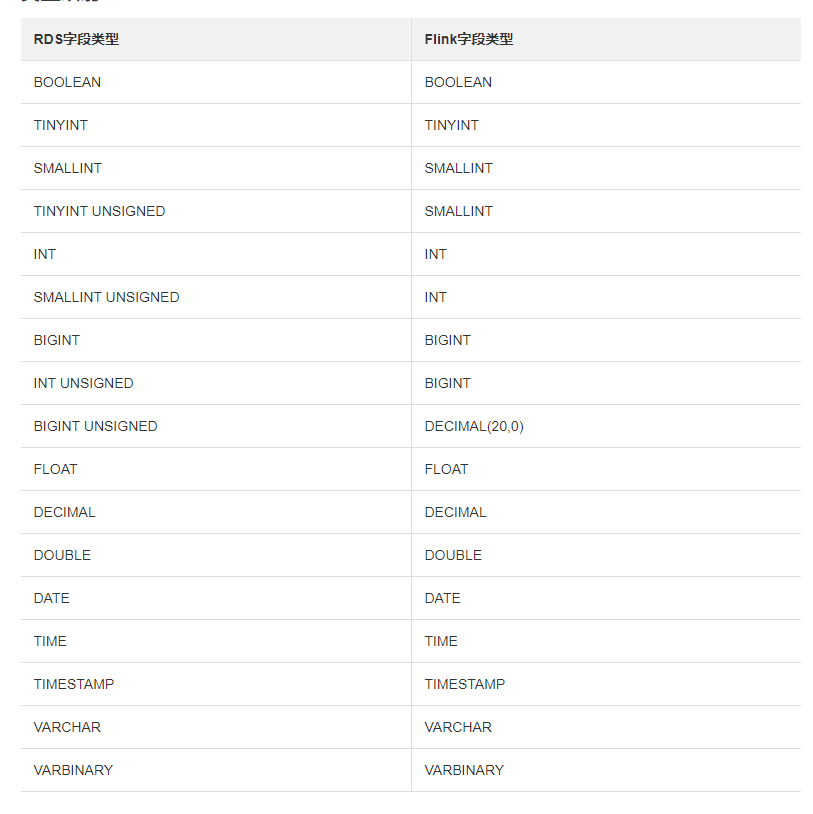 RDS字段类型 Flink字段类型
BOOLEAN BOOLEAN
TINYINT TINYINT
SMALLINT SMALLINT
TINYINT UNSIGNED SMALLINT
INT INT
SMALLINT UNSIGNED INT
BIGINT BIGINT
INT UNSIGNED BIGINT
BIGINT UNSIGNED DECIMAL(20,0)
FLOAT FLOAT
DECIMAL DECIMAL
DOUBLE DOUBLE
DATE DATE
TIME TIME
TIMESTAMP TIMESTAMP
VARCHAR VARCHAR
VARBINARY VARBINARY